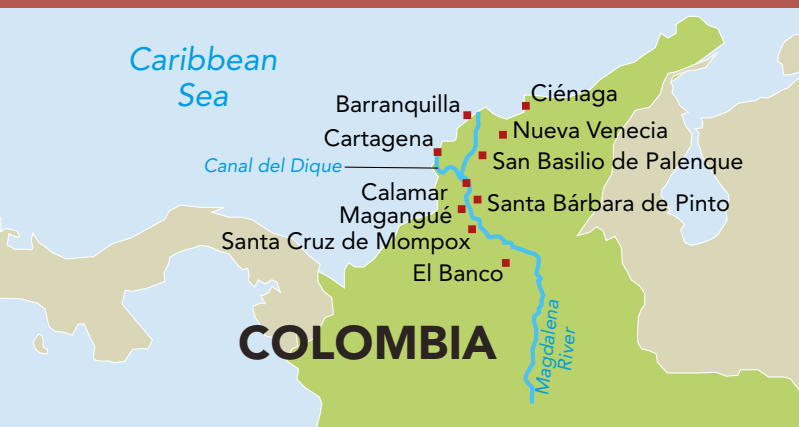 Caribbean
Sea
Barranquilla
Ciénaga
Cartagena
Nueva Venecia
Canal del Dique
San Basilio de Palenque
Calamar
Santa Bárbara de Pinto
Magangué
Santa Cruz de Mompox
El Banco
COLOMBIA
Magdalena
River